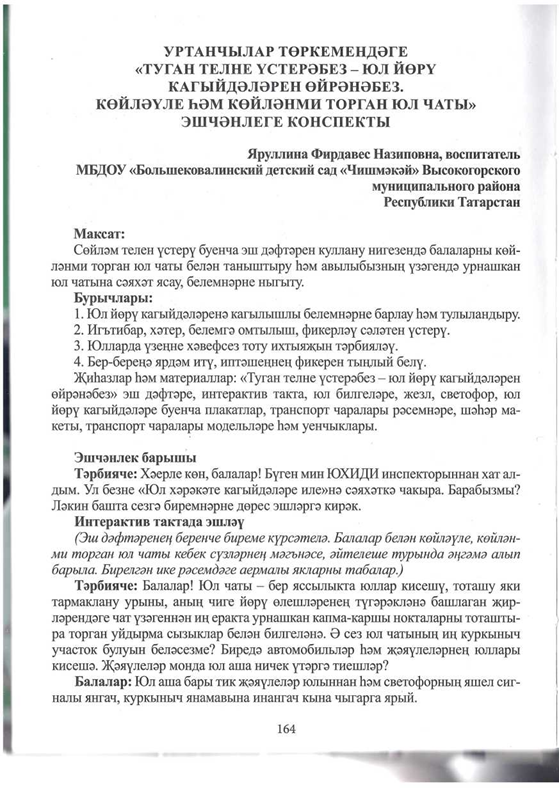 УРТАНЧЫЛАР ТӨРКЕМЕНДӘГЕ
«ТУГАН ТЕЛНЕ ҮСТЕРӘБЕЗ – ЮЛ ЙӨРҮ
КАГЫЙДӘЛӘРЕН ӨЙРӘНӘБЕЗ.
КӨЙЛӘҮЛЕ ҺӘМ КӨЙЛӘНМИ ТОРГАН ЮЛ ЧАТЫ»
ЭШЧӘНЛЕГЕ КОНСПЕКТЫ
Яруллина Фирдавес Назиповна, воспитатель
МБДОУ «Большековалинский детский сад «Чишмәкәй» Высокогорского
муниципального района
Республики Татарстан
Максат:
Сөйләм телен үстерү буенча эш дәфтәрен куллану нигезендә балаларны көй-
ләнми торган юл чаты белән таныштыру һәм авылыбызның үзәгендә урнашкан
юл чатына сәяхәт ясау, белемнәрне ныгыту.
Бурычлары:
1. Юл йөрү кагыйдәләренә кагылышлы белемнәрне барлау һәм тулыландыру.
2. Игътибар, хәтер, белемгә омтылыш, фикерләү сәләтен үстерү.
3. Юлларда үзеңне хәвефсез тоту ихтыяҗын тәрбияләү.
4. Бер-береңә ярдәм итү, иптәшеңнең фикерен тыңлый белү.
Җиһазлар һәм материаллар: «Туган телне үстерәбез – юл йөрү кагыйдәләрен
өйрәнәбез» эш дәфтәре, интерактив такта, юл билгеләре, жезл, светофор, юл
йөрү кагыйдәләре буенча плакатлар, транспорт чаралары рәсемнәре, шәһәр ма-
кеты, транспорт чаралары модельләре һәм уенчыклары.
Эшчәнлек барышы
Тәрбияче: Хәерле көн, балалар! Бүген мин ЮХИДИ инспекторыннан хат ал-
дым. Ул безне «Юл хәрәкәте кагыйдәләре иле»нә сәяхәткә чакыра. Барабызмы?
Ләкин башта сезгә биремнәрне дөрес эшләргә кирәк.
Интерактив тактада эшләү
(Эш дәфтәренең беренче биреме күрсәтелә. Балалар белән көйләүле, көйлән-
ми торган юл чаты кебек сүзләрнең мәгънәсе, әйтелеше турында әңгәмә алып
барыла. Бирелгән ике рәсемдәге аермалы якларны табалар.)
Тәрбияче: Балалар! Юл чаты – бер яссылыкта юллар кисешү, тоташу яки
тармаклану урыны, аның чиге йөрү өлешләренең түгәрәкләнә башлаган җир-
ләрендәге чат үзәгеннән иң еракта урнашкан капма-каршы нокталарны тоташты-
ра торган уйдырма сызыклар белән билгеләнә. Ә сез юл чатының иң куркыныч
участок булуын беләсезме? Биредә автомобильләр һәм җәяүлеләрнең юллары
кисешә. Җәяүлеләр монда юл аша ничек үтәргә тиешләр?
Балалар: Юл аша бары тик җәяүлеләр юлыннан һәм светофорның яшел сиг-
налы янгач, куркыныч янамавына инангач кына чыгарга ярый.
164